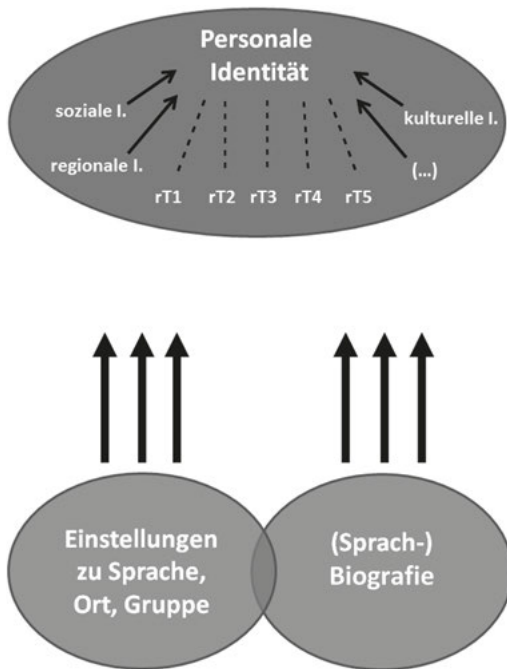 Personale
Identität
soziale I.
kulturelle I.
regionale I.
(...)
rT1 rT2 rT3 rT4 rT5
Einstellungen
zu Sprache,
Ort, Gruppe
(Sprach-)
Biografie